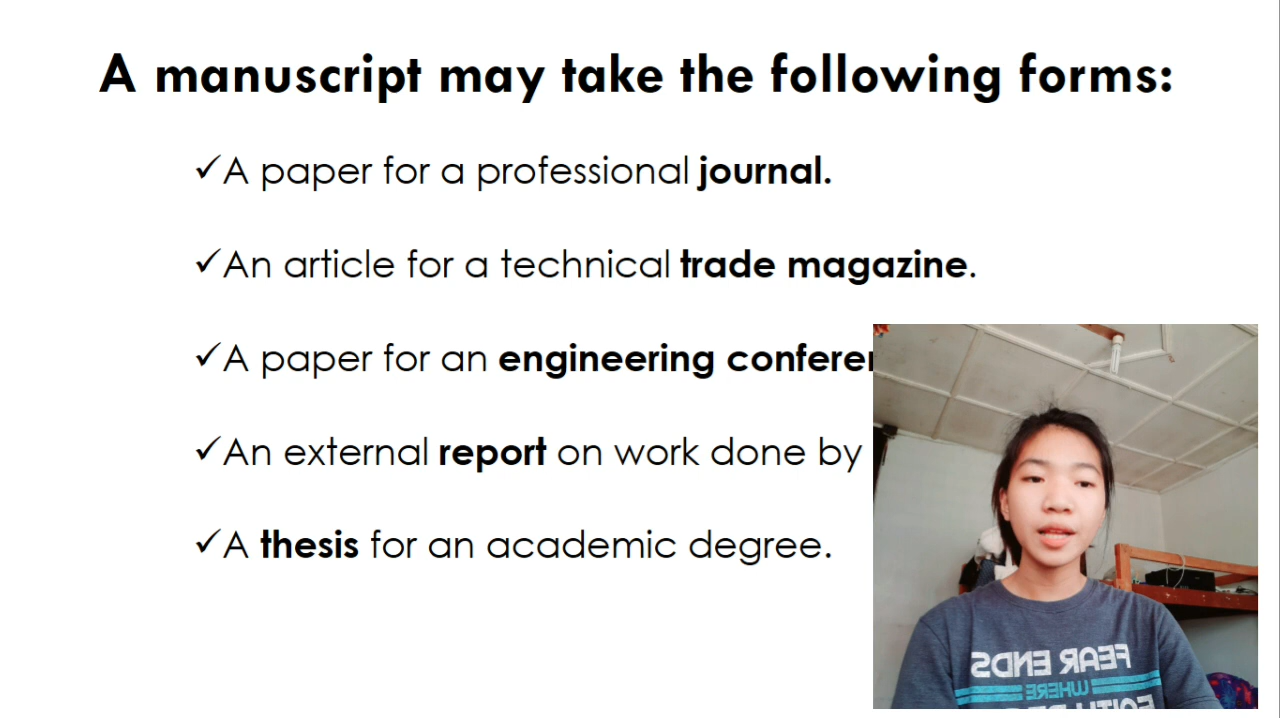 A manuscript may take the following forms:
✓A paper for a professional journal.
✓An article for a technical trade magazine.
✓A paper for an engineering
✓An external report on work done by
✓A thesis for an academic degree.
FEAR ENDS
WHERE